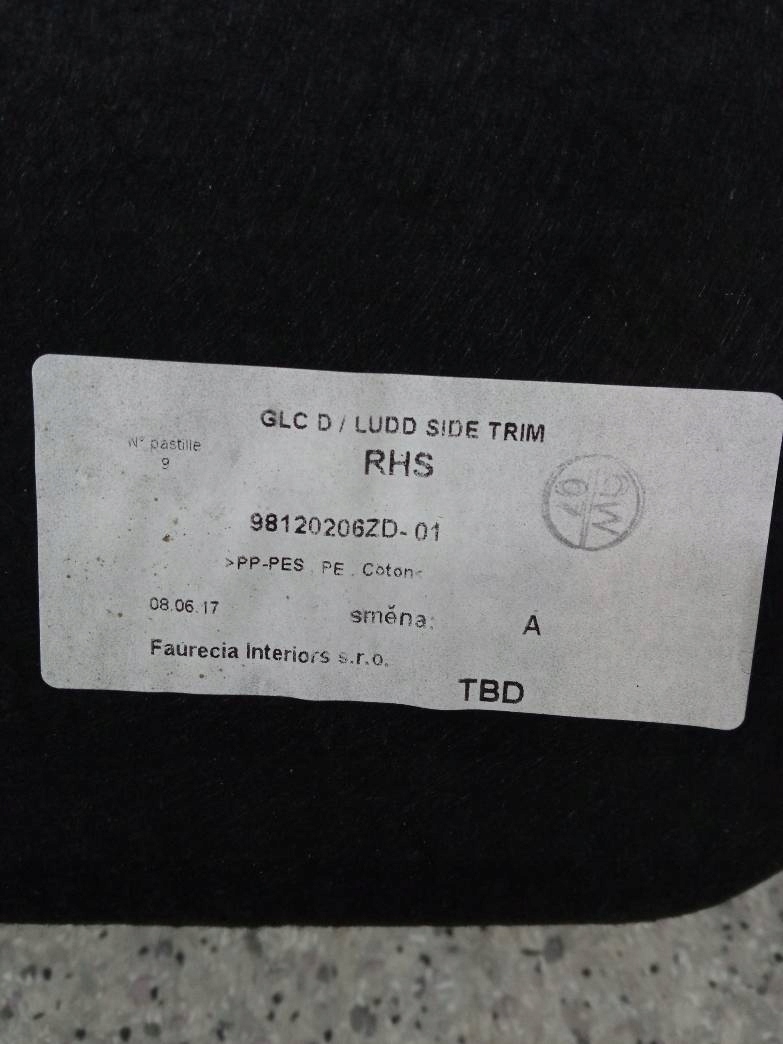 GLC D / LUDD SIDE TRIM
N° pastille
9
RHS
98120206ZD-01
>PP-PES , PE , Coton<
08.06.17
směna:
A
Faurecia Interiors s.r.o.
TBD